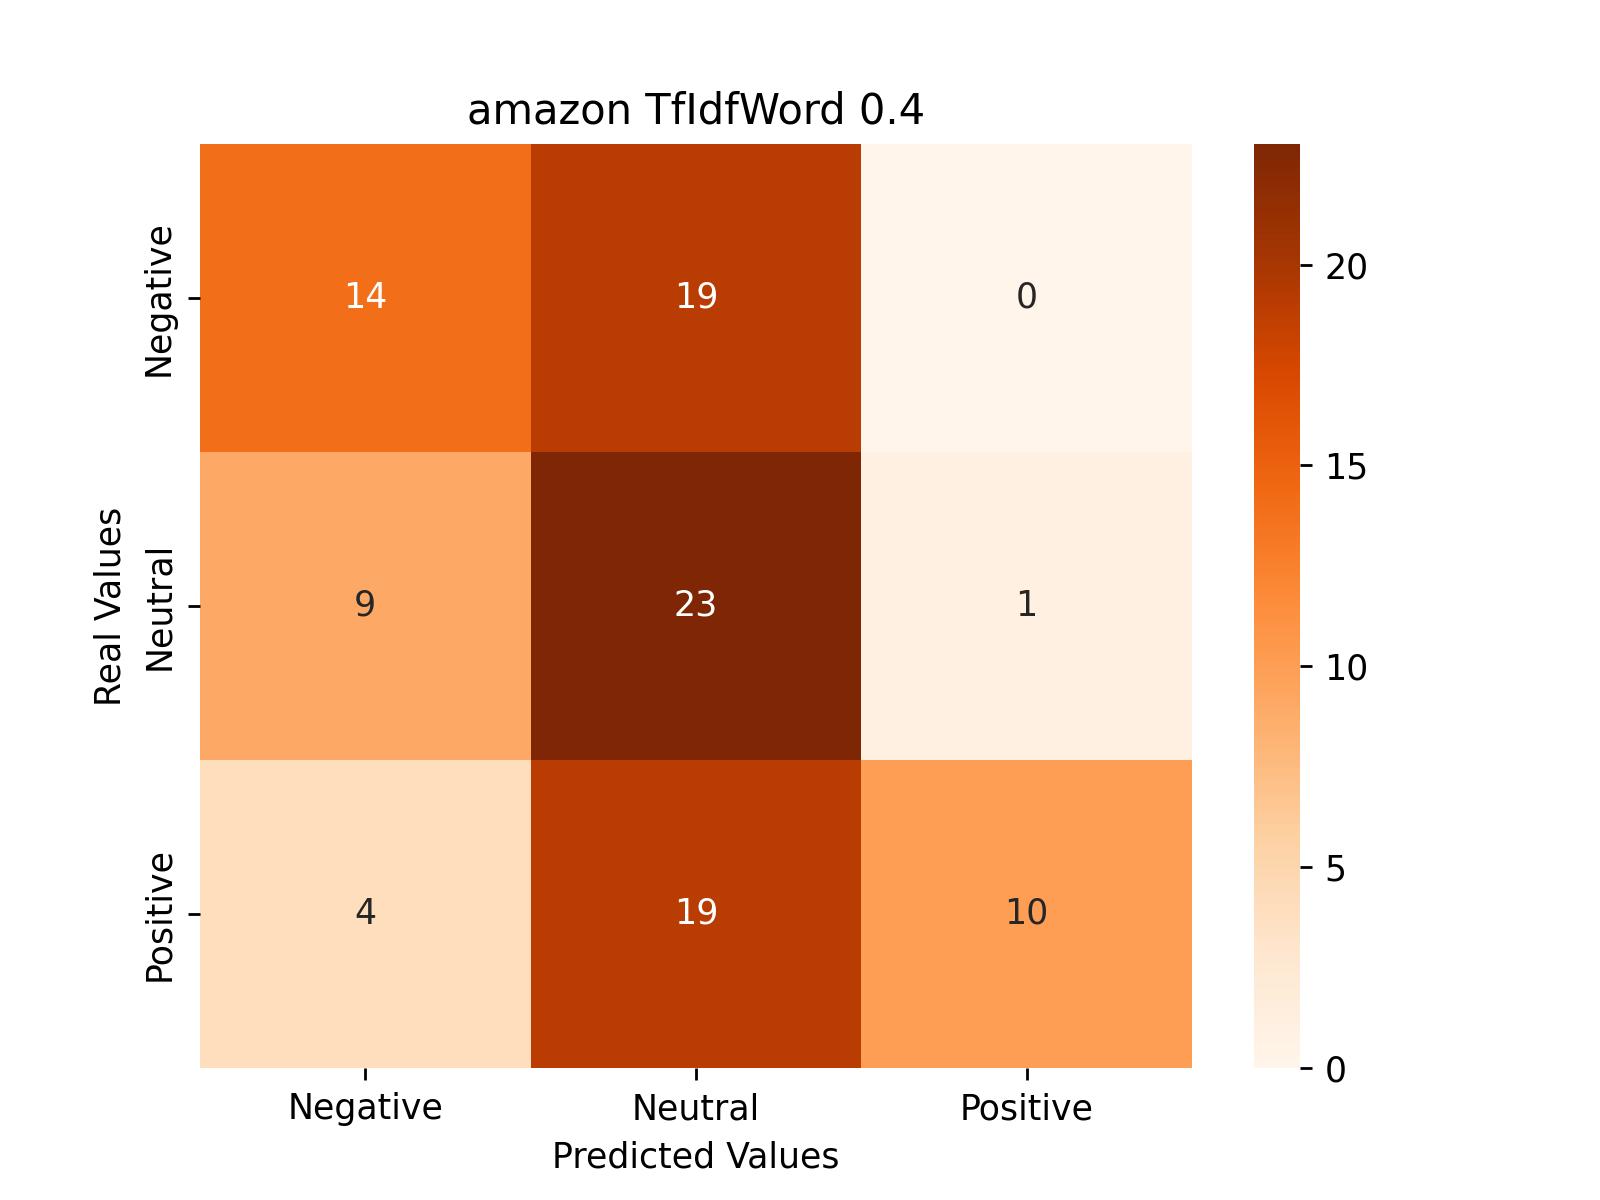 amazon TfIdfWord 0.4
Real Values
Negative
14 19 0
Neutral
9 23 1
Positive
4 19 10
Negative Neutral Positive
Predicted Values
20
15
10
5
0